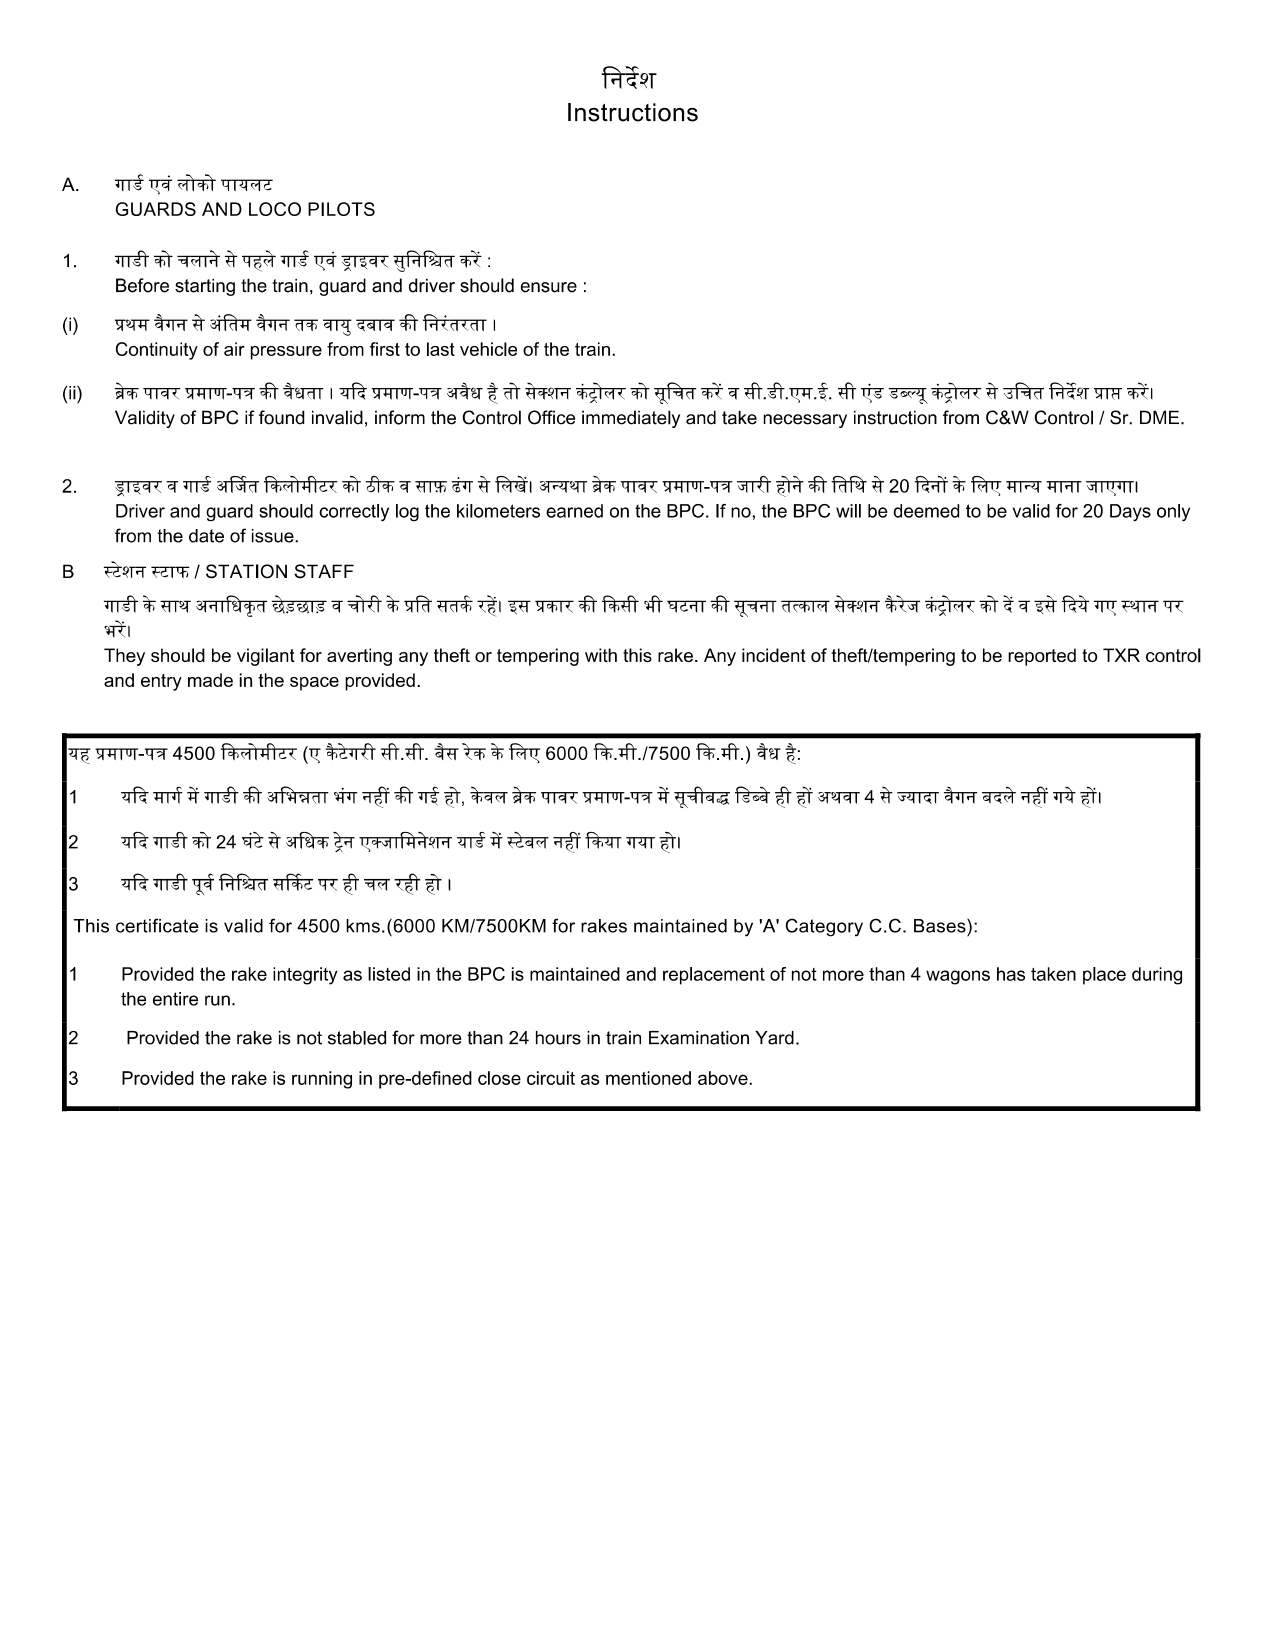 निर्देश
Instructions
A. गार्ड एवं लोको पायलट
GUARDS AND LOCO PILOTS
1. गाडी को चलाने से पहले गार्ड एवं ड्राइवर सुनिश्चित करें :
Before starting the train, guard and driver should ensure :
(i) प्रथम वैगन से अंतिम वैगन तक वायु दबाव की निरंतरता ।
Continuity of air pressure from first to last vehicle of the train.
(ii) ब्रेक पावर प्रमाण-पत्र की वैधता । यदि प्रमाण-पत्र अवैध है तो सेक्शन कंट्रोलर को सूचित करें व सी.डी.एम.ई. सी एंड डब्ल्यू कंट्रोलर से उचित निर्देश प्राप्त करें।
Validity of BPC if found invalid, inform the Control Office immediately and take necessary instruction from C&W Control / Sr. DME.
2. ड्राइवर व गार्ड अर्जित किलोमीटर को ठीक व साफ़ ढंग से लिखें। अन्यथा ब्रेक पावर प्रमाण-पत्र जारी होने की तिथि से 20 दिनों के लिए मान्य माना जाएगा।
Driver and guard should correctly log the kilometers earned on the BPC. If no, the BPC will be deemed to be valid for 20 Days only
from the date of issue.
B स्टेशन स्टाफ / STATION STAFF
गाडी के साथ अनाधिकृत छेड़छाड़ व चोरी के प्रति सतर्क रहें। इस प्रकार की किसी भी घटना की सूचना तत्काल सेक्शन कैरेज कंट्रोलर को दें व इसे दिये गए स्थान पर
भरें।
They should be vigilant for averting any theft or tempering with this rake. Any incident of theft/tempering to be reported to TXR control
and entry made in the space provided.
यह प्रमाण-पत्र 4500 किलोमीटर (ए कैटेगरी सी.सी. बैस रेक के लिए 6000 कि.मी./7500 कि.मी.) वैध है:
1 यदि मार्ग में गाडी की अभिन्नता भंग नहीं की गई हो, केवल ब्रेक पावर प्रमाण-पत्र में सूचीबद्ध डिब्बे ही हों अथवा 4 से ज्यादा वैगन बदले नहीं गये हों।
2 यदि गाडी को 24 घंटे से अधिक ट्रेन एक्जामिनेशन यार्ड में स्टेबल नहीं किया गया हो।
3 यदि गाडी पूर्व निश्चित सर्किट पर ही चल रही हो ।
This certificate is valid for 4500 kms.(6000 KM/7500KM for rakes maintained by 'A' Category C.C. Bases):
1 Provided the rake integrity as listed in the BPC is maintained and replacement of not more than 4 wagons has taken place during
the entire run.
2 Provided the rake is not stabled for more than 24 hours in train Examination Yard.
3 Provided the rake is running in pre-defined close circuit as mentioned above.